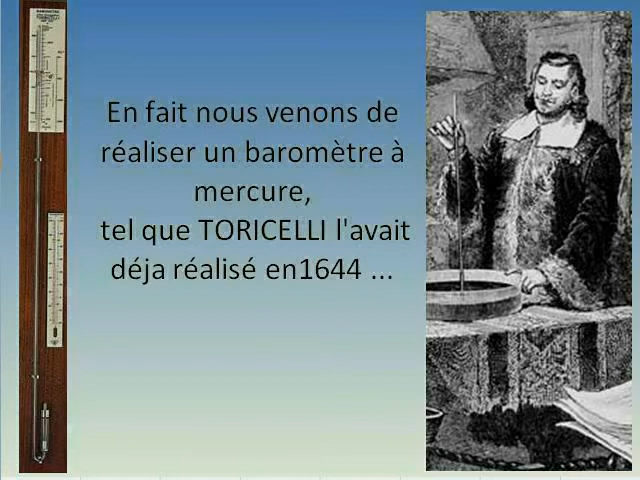 En fait nous venons de
réaliser un baromètre à
mercure,
tel que TORICELLI l'avait
déja réalisé en1644 ...